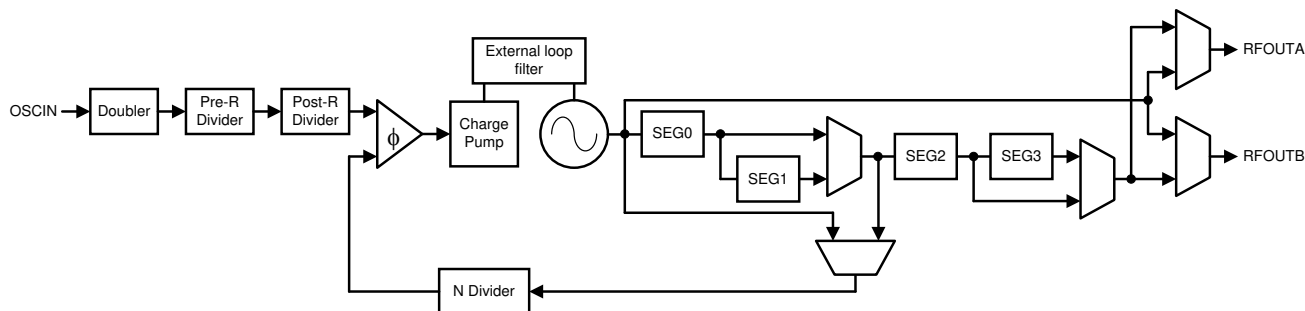 External loop
filter
RFOUTA
OSCIN
Doubler
Pre-R
Divider
Post-R
Divider
ϕ
Charge
Pump
SEG0
SEG1
SEG2
SEG3
RFOUTB
N Divider